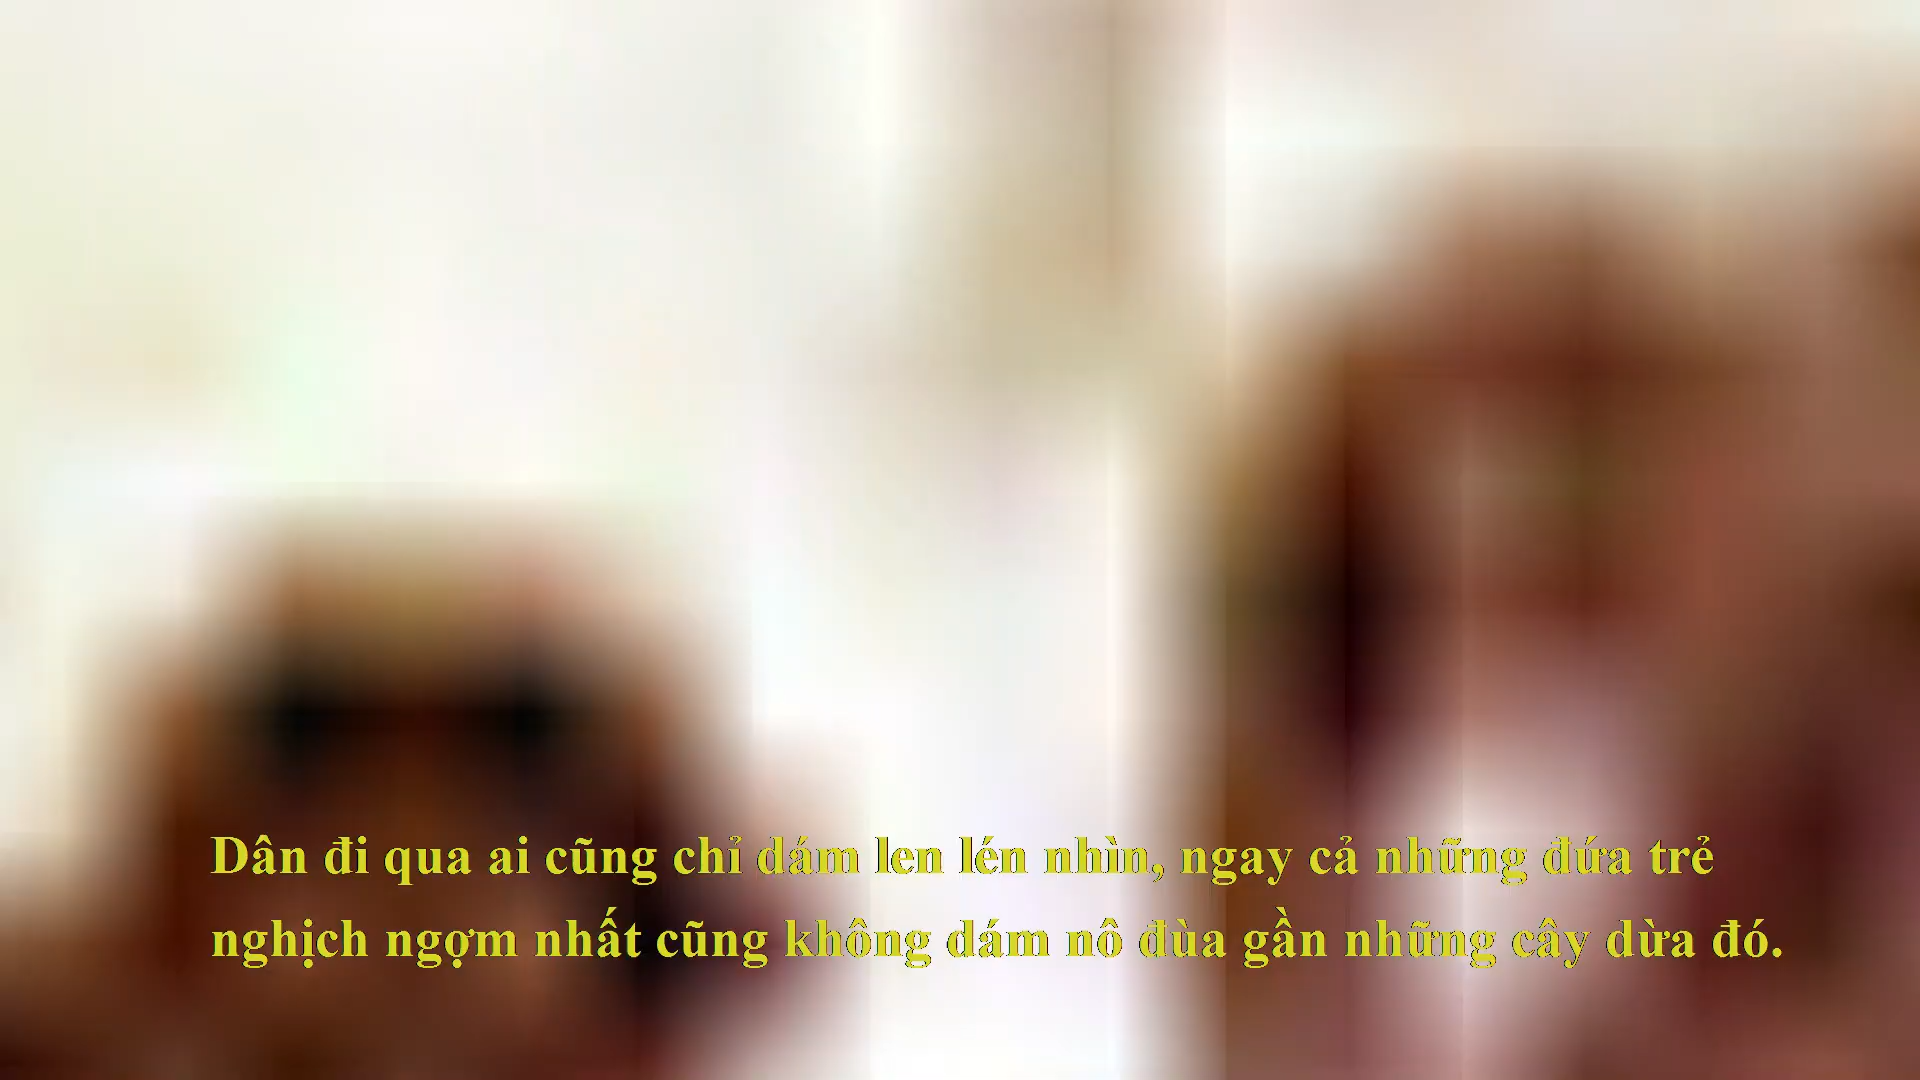 Dân đi qua ai cũng chỉ dám len lén nhìn, ngay cả những đứa trẻ
nghịch ngợm nhất cũng không dám nô đùa gần những cây dừa đó.